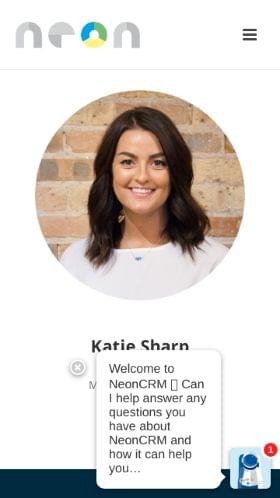 neon
Katie Sharp
M
Welcome to
NeonCRM ▯ Can
I help answer any
questions you
have about
NeonCRM and
how it can help
you...
1